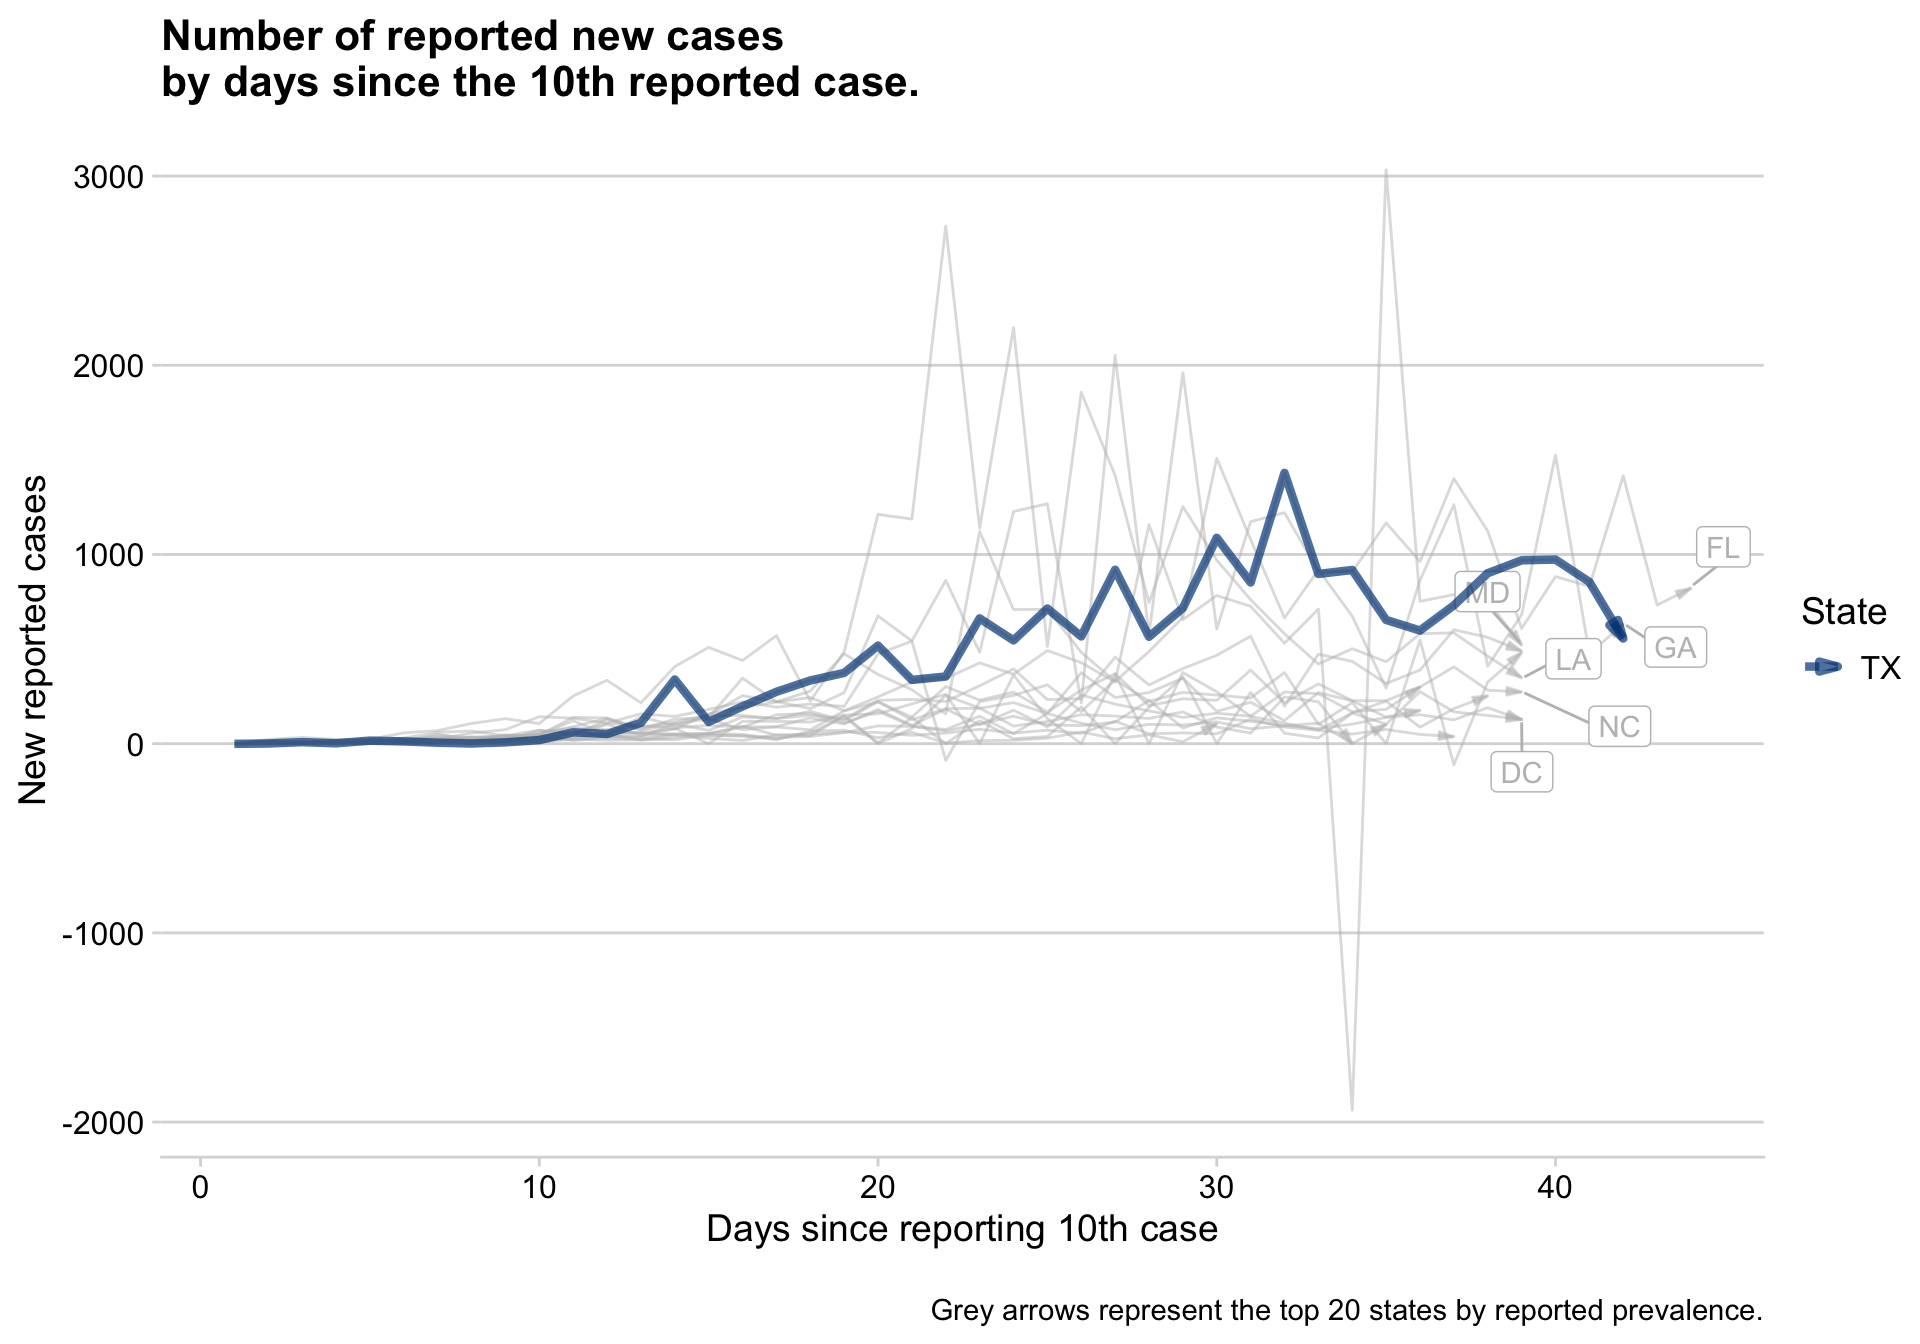 Number of reported new cases
by days since the 10th reported case.
3000
2000
1000
0
-1000
-2000
New reported cases
FL
MD
GA
LA
NC
DC
State
TX
0 10 20 30 40
Days since reporting 10th case
Grey arrows represent the top 20 states by reported prevalence.